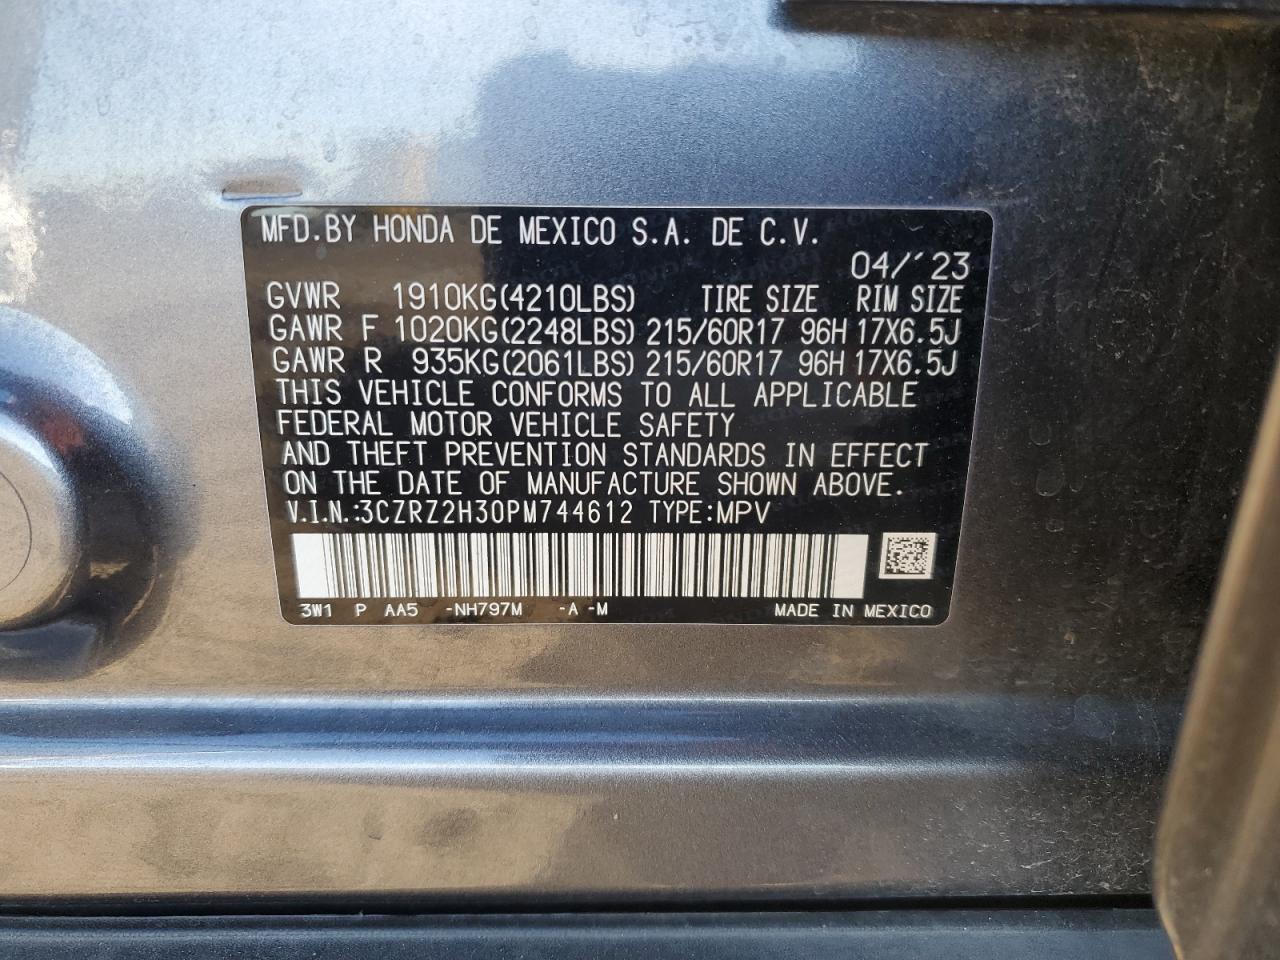 MFD.BY HONDA DE MEXICO S.A. DE C.V.
04/´23
GVWR 1910KG(4210LBS) TIRE SIZE RIM SIZE
GAWR F 1020KG(2248LBS) 215/60R17 96H 17X6.5J
GAWR R 935KG(2061LBS) 215/60R17 96H 17X6.5J
THIS VEHICLE CONFORMS TO ALL APPLICABLE
FEDERAL MOTOR VEHICLE SAFETY
AND THEFT PREVENTION STANDARDS IN EFFECT
ON THE DATE OF MANUFACTURE SHOWN ABOVE.
V.I.N.:3CZRZ2H30PM744612 TYPE:MPV
3W1 P AA5 -NH797M -A -M MADE IN MEXICO